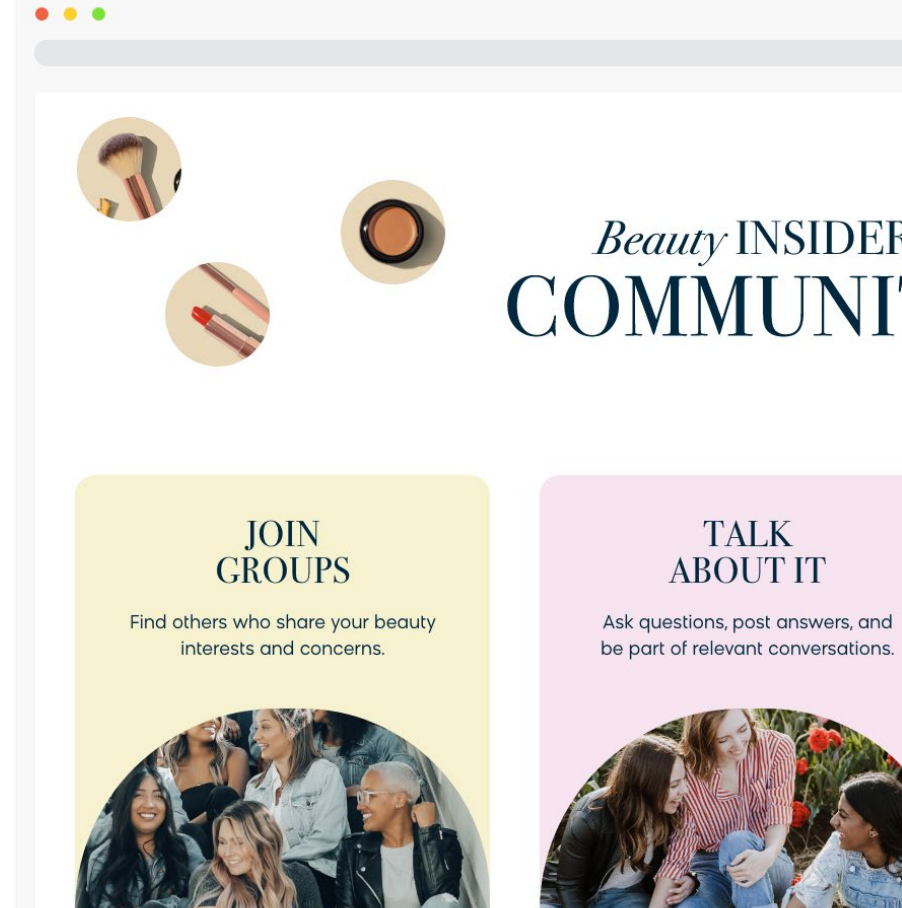 Beauty INSIDER
COMMUNIT
JOIN
GROUPS
Find others who share your beauty
interests and concerns.
TALK
ABOUT IT
Ask questions, post answers, and
be part of relevant conversations.